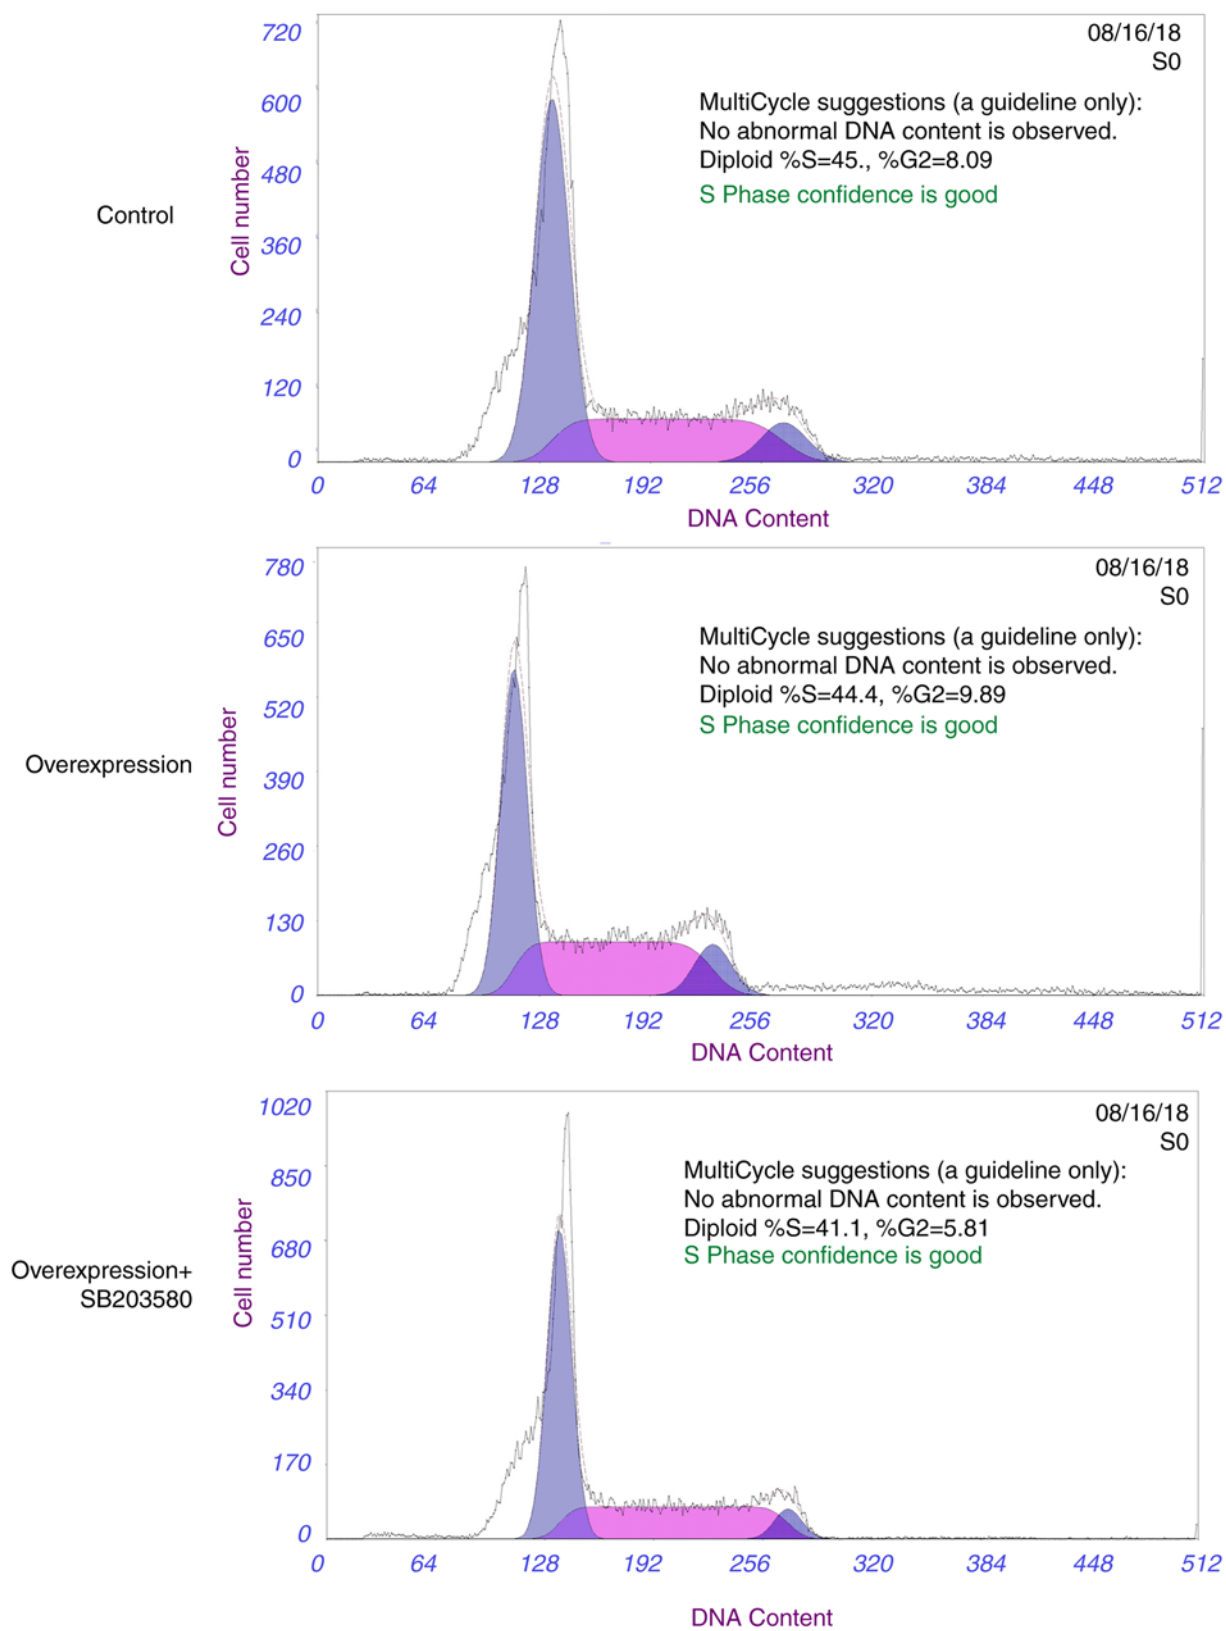 720
600
480
360
240
120
0
Cell number
Control
08/16/18
S0
MultiCycle suggestions (a guideline only):
No abnormal DNA content is observed.
Diploid %S=45., %G2=8.09
S Phase confidence is good
0 64 128 192 256 320 384 448 512
DNA Content
780
650
520
390
260
130
0
Cell number
Overexpression
08/16/18
S0
MultiCycle suggestions (a guideline only):
No abnormal DNA content is observed.
Diploid %S=44.4, %G2=9.89
S Phase confidence is good
0 64 128 192 256 320 384 448 512
DNA Content
1020
850
680
510
340
170
0
Cell number
Overexpression+
SB203580
08/16/18
S0
MultiCycle suggestions (a guideline only):
No abnormal DNA content is observed.
Diploid %S=41.1, %G2=5.81
S Phase confidence is good
0 64 128 192 256 320 384 448 512
DNA Content